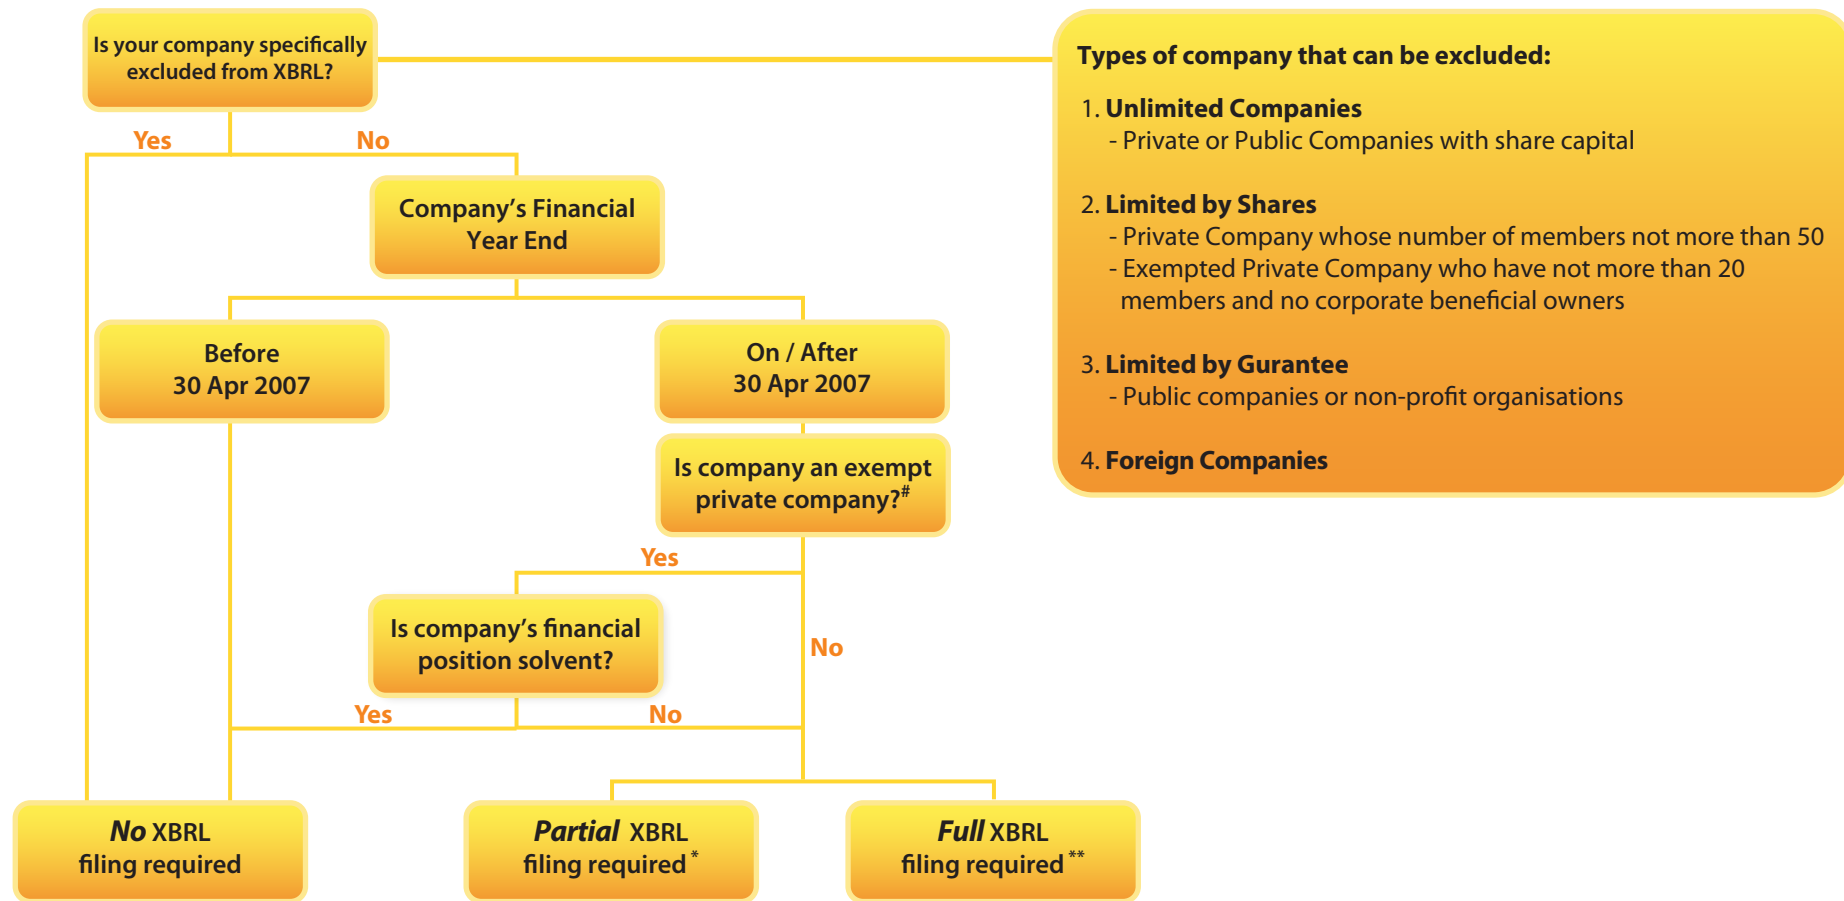 Is your company specifically
excluded from XBRL?
Yes
No
Company’s Financial
Year End
Before
30 Apr 2007
On / After
30 Apr 2007
Is company an exempt
private company?#
Yes
No
Is company’s financial
position solvent?
Yes
No
No XBRL
filing required
Partial XBRL
filing required *
Full XBRL
filing required **
Types of company that can be excluded:
1. Unlimited Companies
- Private or Public Companies with share capital
2. Limited by Shares
- Private Company whose number of members not more than 50
- Exempted Private Company who have not more than 20
members and no corporate beneficial owners
3. Limited by Gurantee
- Public companies or non-profit organisations
4. Foreign Companies